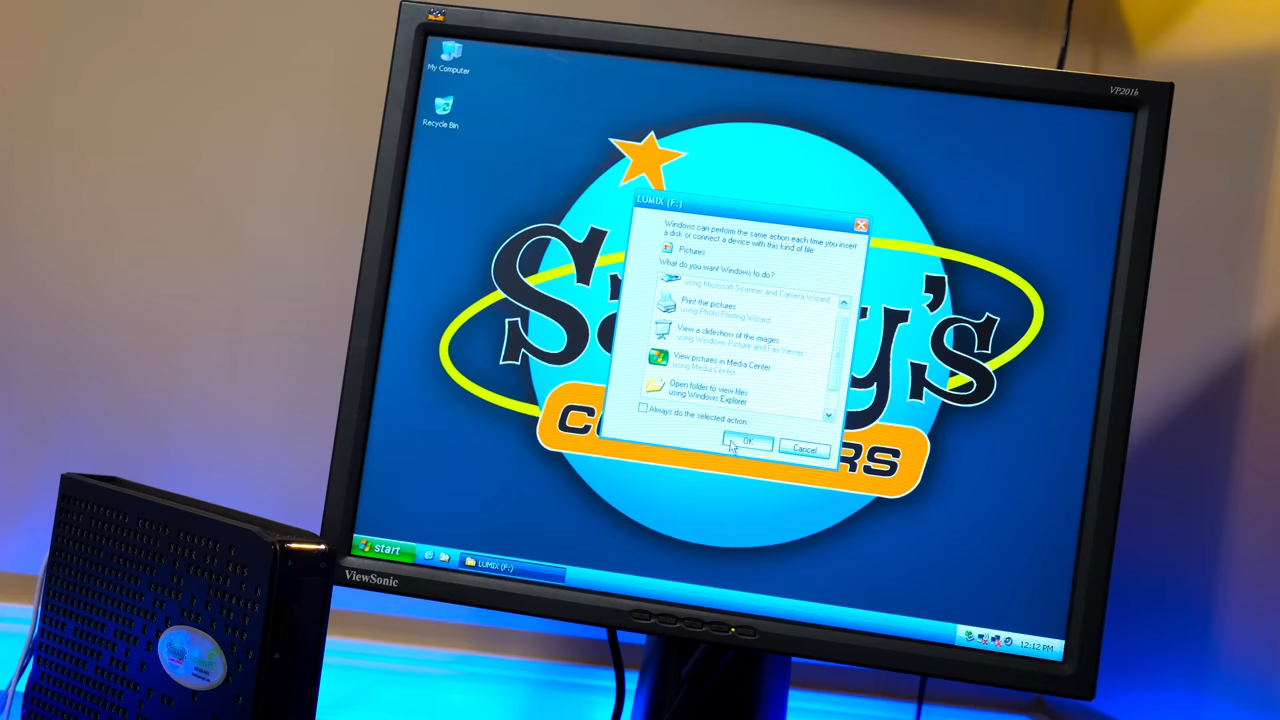 VP201b
My Computer
Recycle Bin
LUMIX (F:)
Windows can perform the same action each time you insert
a disk or connect a device with this kind of file:
Pictures
What do you want Windows to do?
using Microsoft Scanner and Camera Wizard
Print the pictures
using Photo Printing Wizard
View a slideshow of the images
using Windows Picture and Fax Viewer
View pictures in Media Center
using Media Center
Open folder to view files
using Windows Explorer
Always do the selected action.
OK
Cancel
S y's
C RS
start
LUMIX (F:)
12:12 PM
ViewSonic